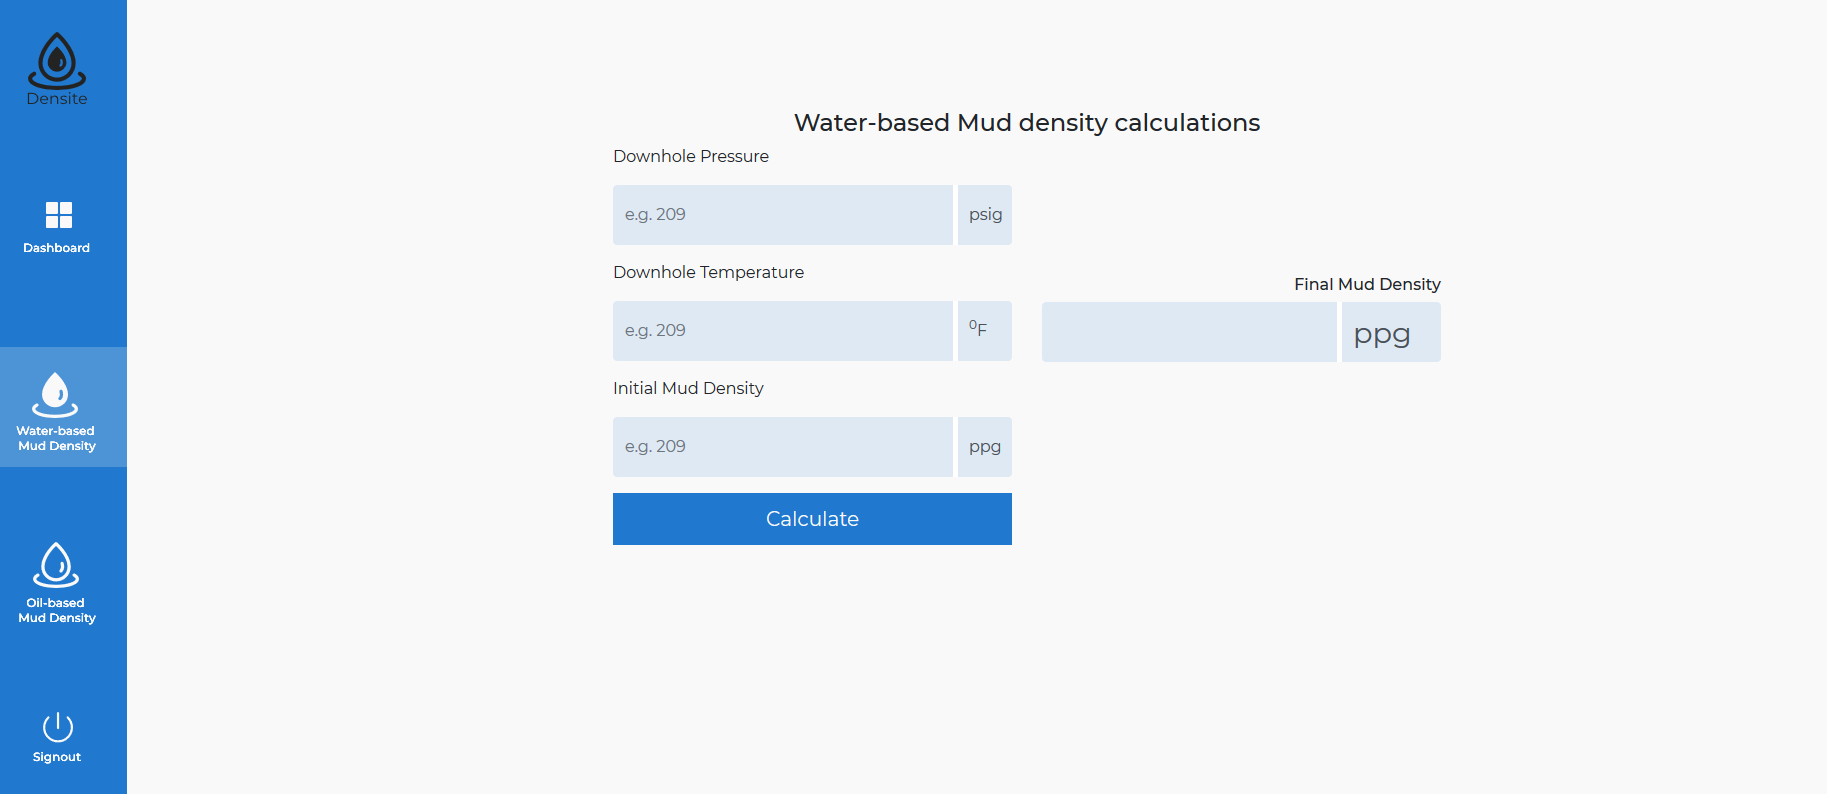 Densite
Dashboard
Water-based
Mud Density
Oil-based
Mud Density
Signout
Water-based Mud density calculations
Downhole Pressure
e.g. 209
psig
Downhole Temperature
e.g. 209
⁰F
Initial Mud Density
e.g. 209
ppg
Calculate
Final Mud Density
ppg